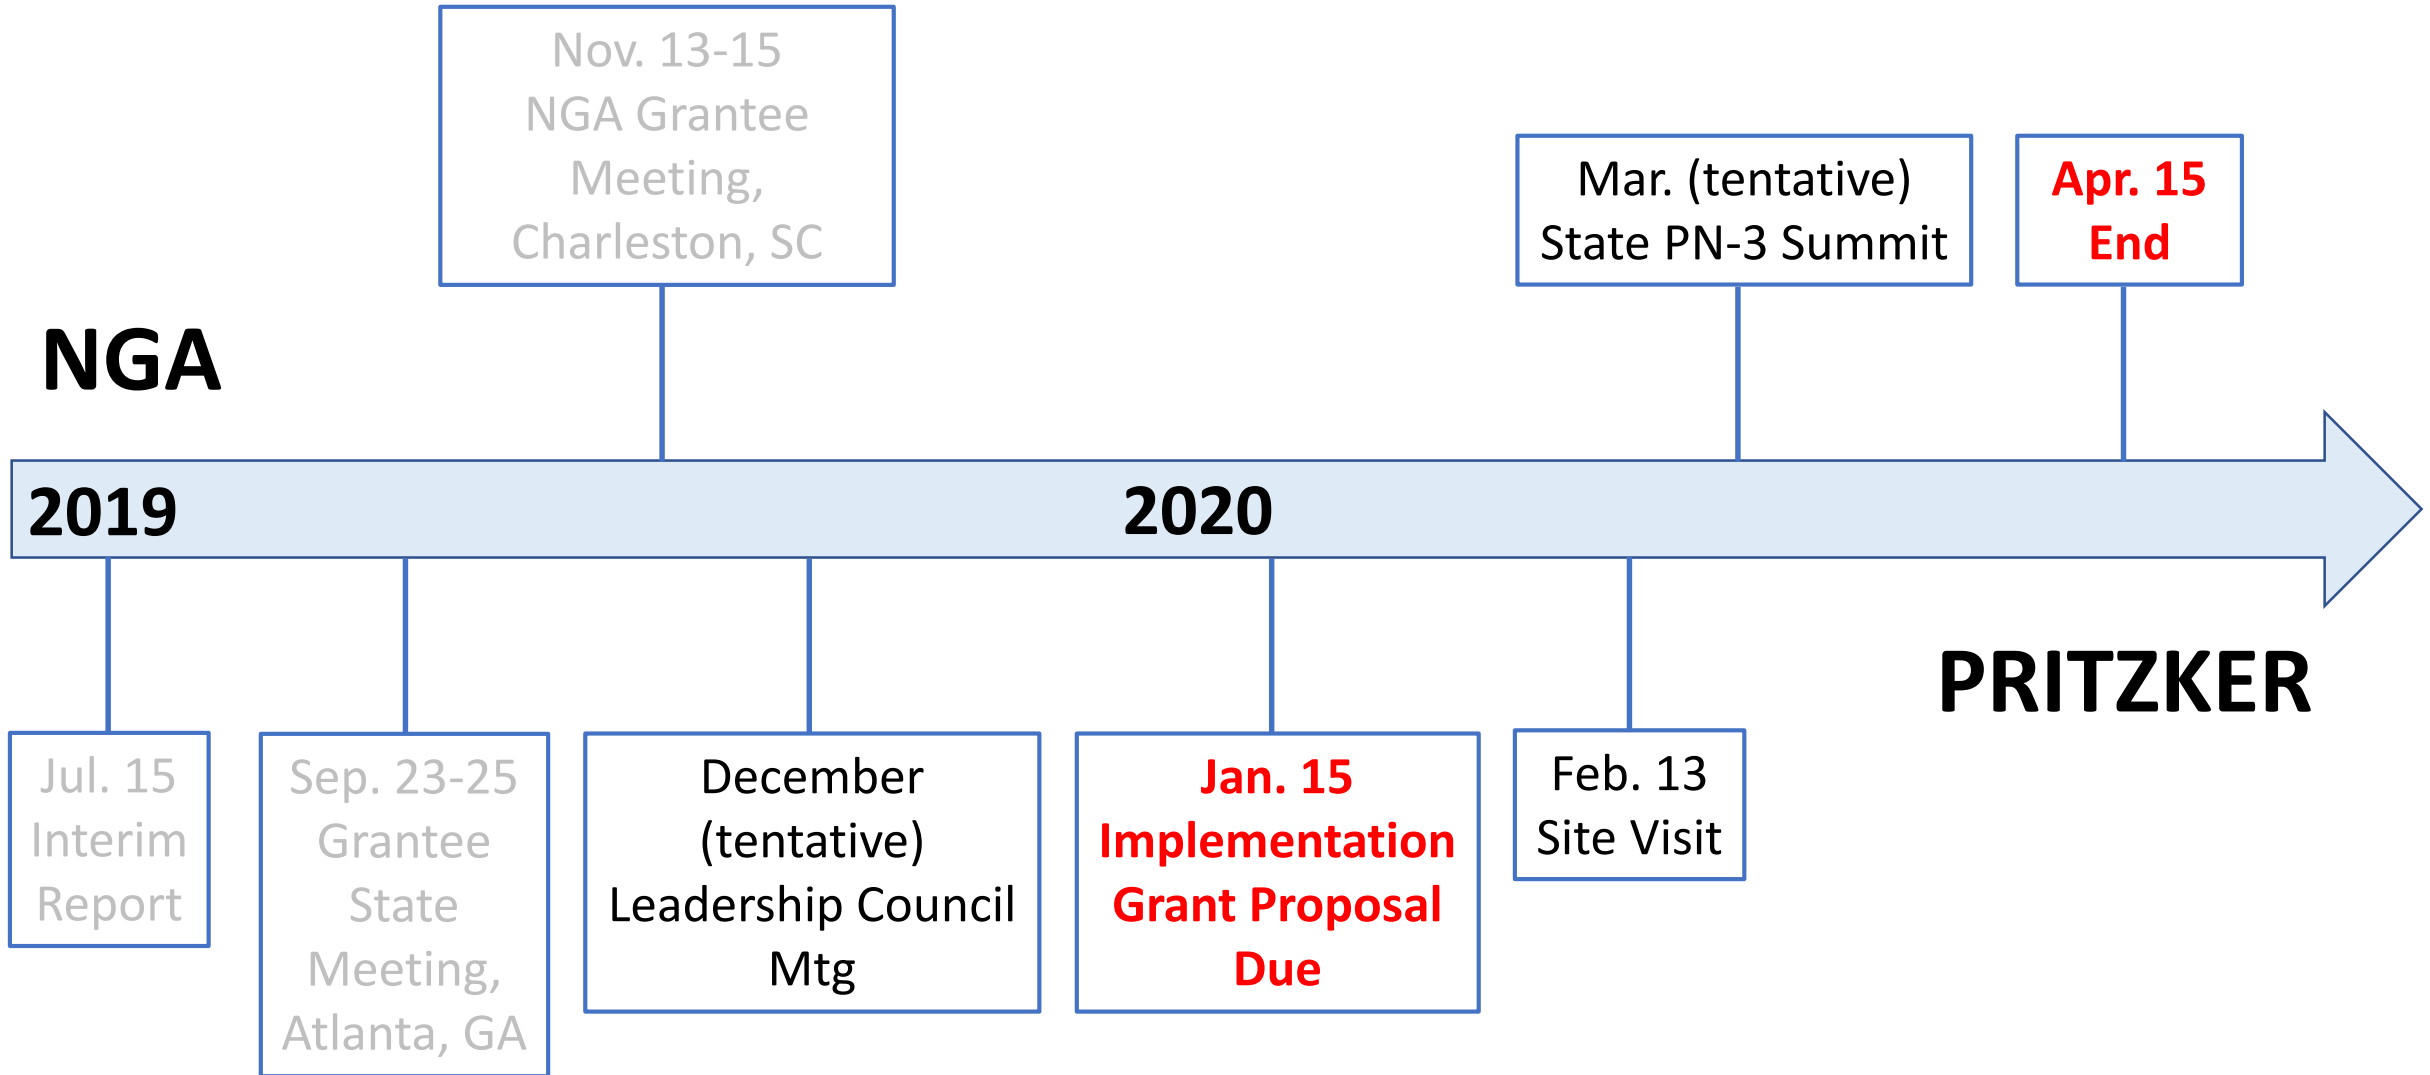 Nov. 13-15
NGA Grantee
Meeting,
Charleston, SC
Mar. (tentative)
State PN-3 Summit
Apr. 15
End
NGA
2019
2020
PRITZKER
Jul. 15
Interim
Report
Sep. 23-25
Grantee
State
Meeting,
Atlanta, GA
December
(tentative)
Leadership Council
Mtg
Jan. 15
Implementation
Grant Proposal
Due
Feb. 13
Site Visit